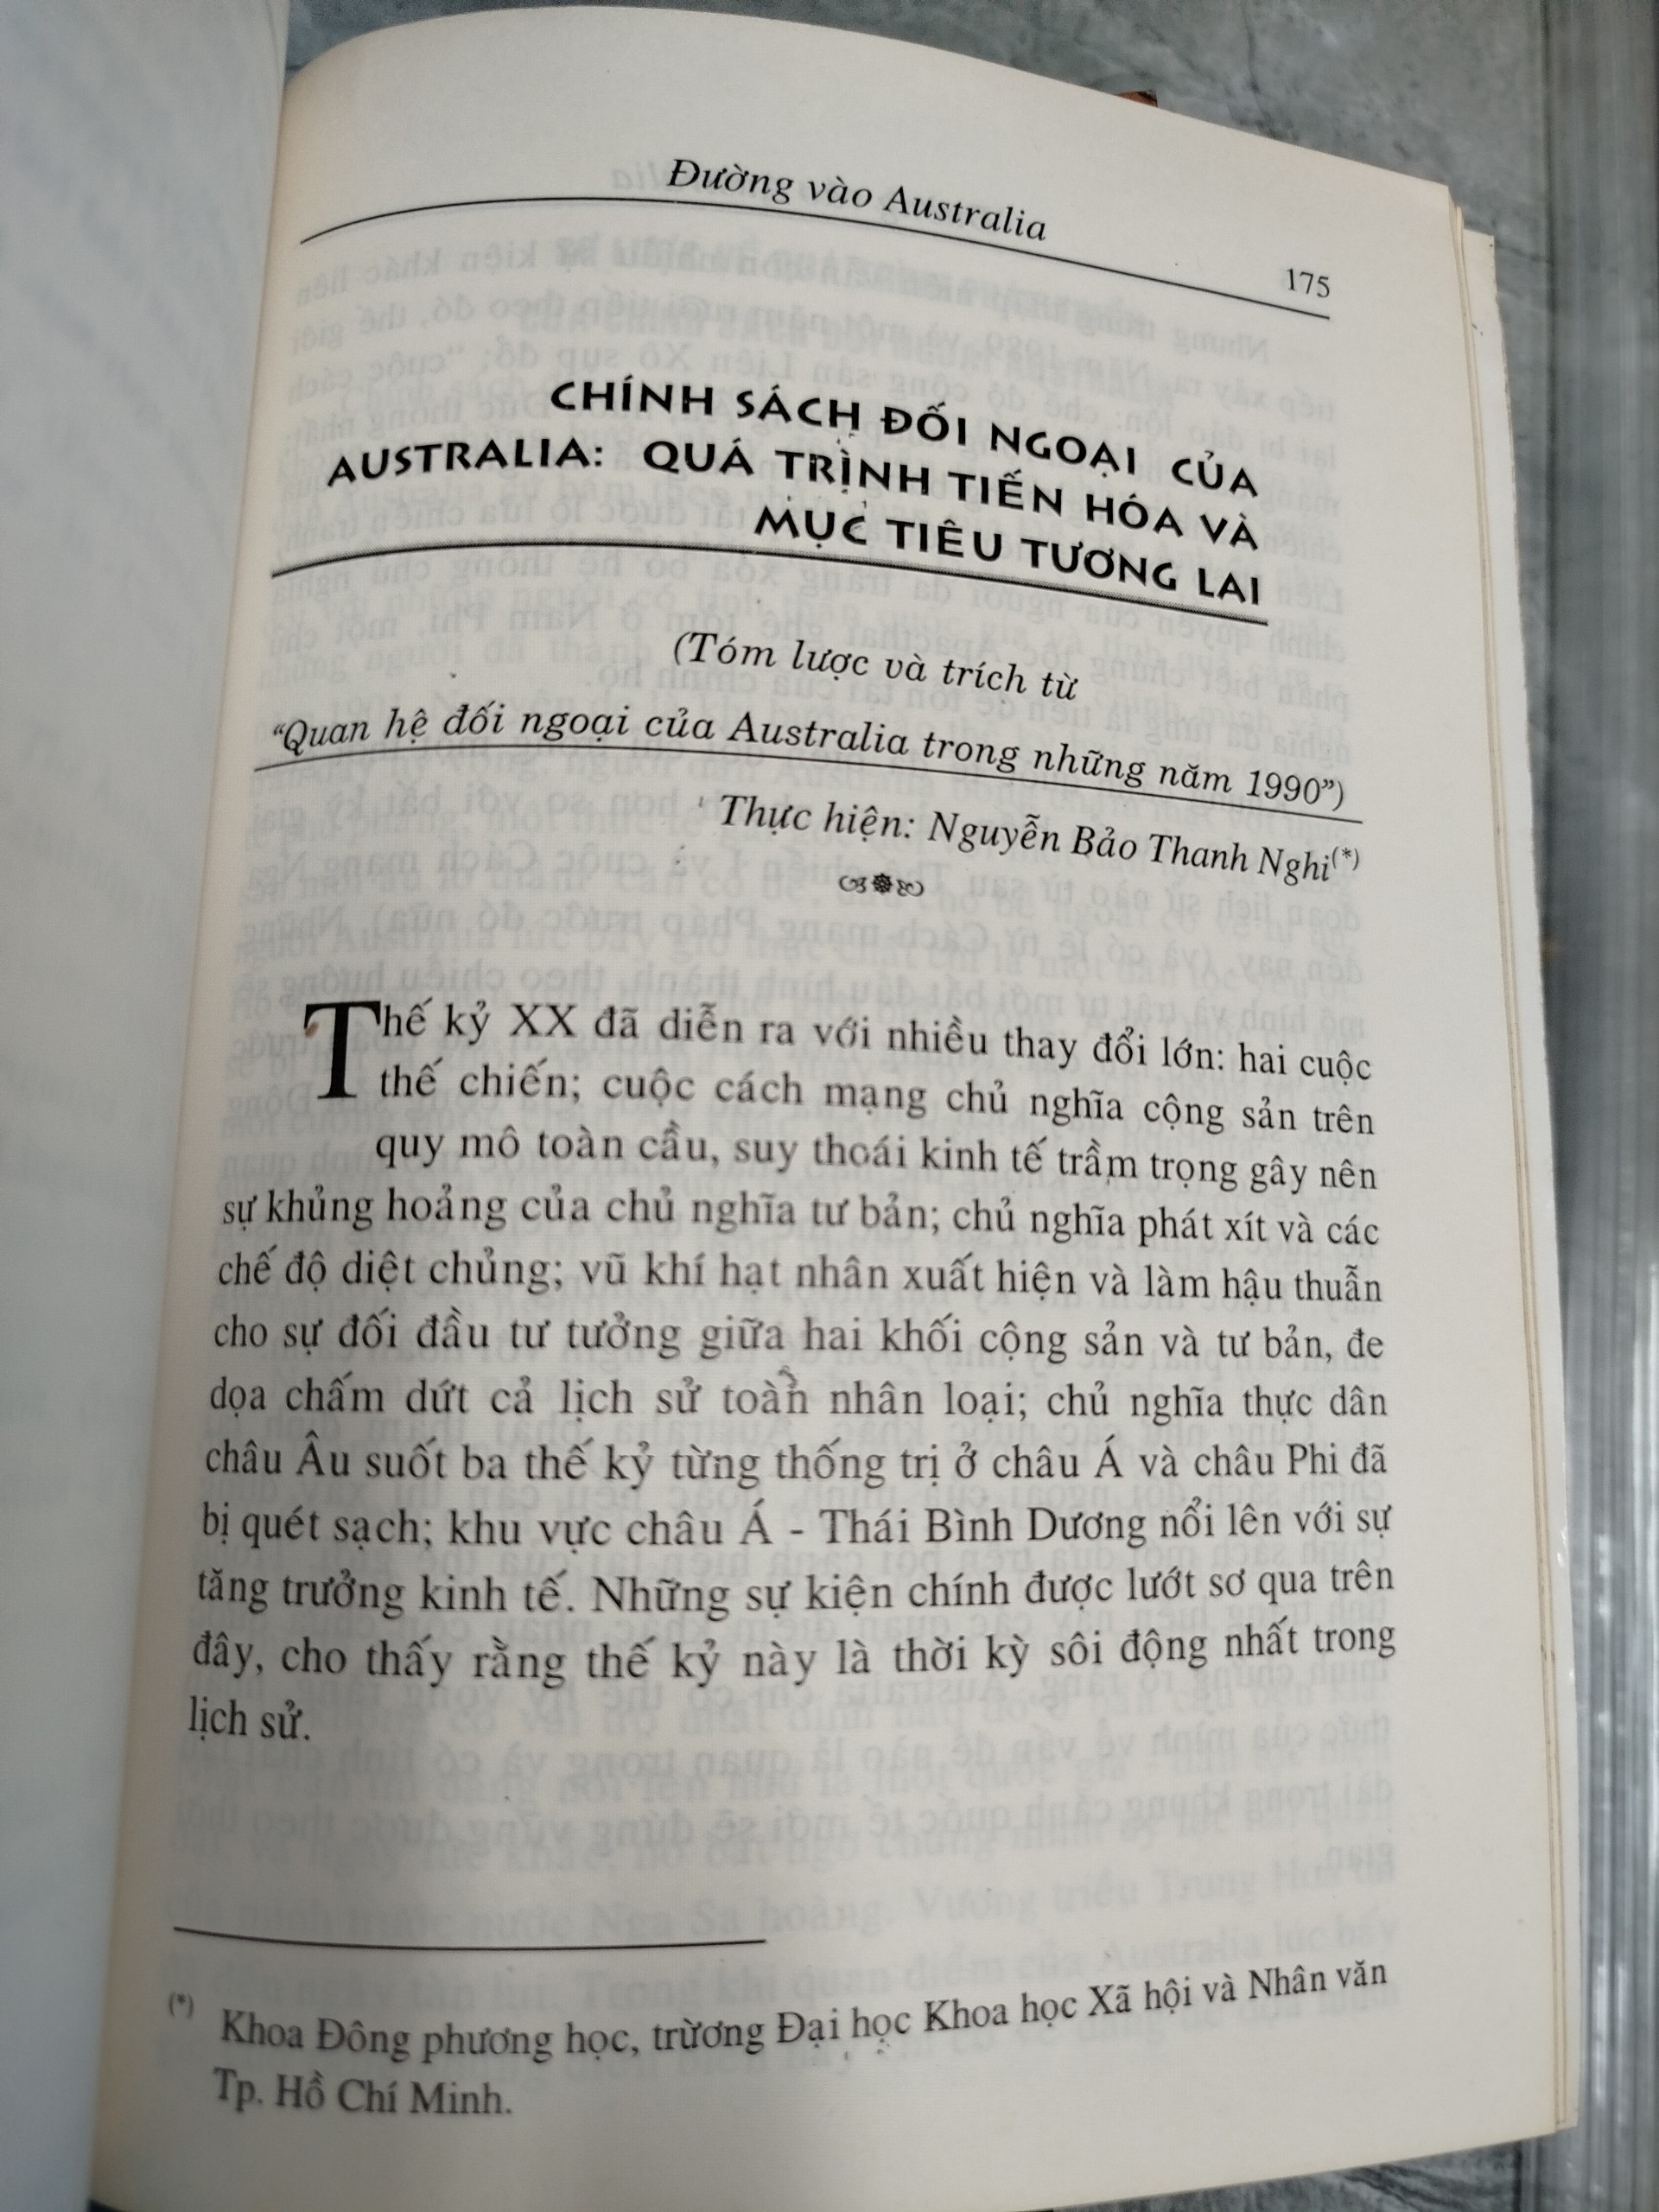 Đường vào Australia
175
CHÍNH SÁCH ĐỐI NGOẠI CỦA
AUSTRALIA: QUÁ TRÌNH TIẾN HÓA VÀ
MỤC TIÊU TƯƠNG LAI
(Tóm lược và trích từ
“Quan hệ đối ngoại của Australia trong những năm 1990”)
Thực hiện: Nguyễn Bảo Thanh Nghi(*)
Thế kỷ XX đã diễn ra với nhiều thay đổi lớn: hai cuộc
thế chiến; cuộc cách mạng chủ nghĩa cộng sản trên
quy mô toàn cầu, suy thoái kinh tế trầm trọng gây nên
sự khủng hoảng của chủ nghĩa tư bản; chủ nghĩa phát xít và các
chế độ diệt chủng; vũ khí hạt nhân xuất hiện và làm hậu thuẫn
cho sự đối đầu tư tưởng giữa hai khối cộng sản và tư bản, đe
dọa chấm dứt cả lịch sử toàn nhân loại; chủ nghĩa thực dân
châu Âu suốt ba thế kỷ từng thống trị ở châu Á và châu Phi đã
bị quét sạch; khu vực châu Á - Thái Bình Dương nổi lên với sự
tăng trưởng kinh tế. Những sự kiện chính được lướt sơ qua trên
đây, cho thấy rằng thế kỷ này là thời kỳ sôi động nhất trong
lịch sử.
(*) Khoa Đông phương học, trường Đại học Khoa học Xã hội và Nhân văn
Tp. Hồ Chí Minh.